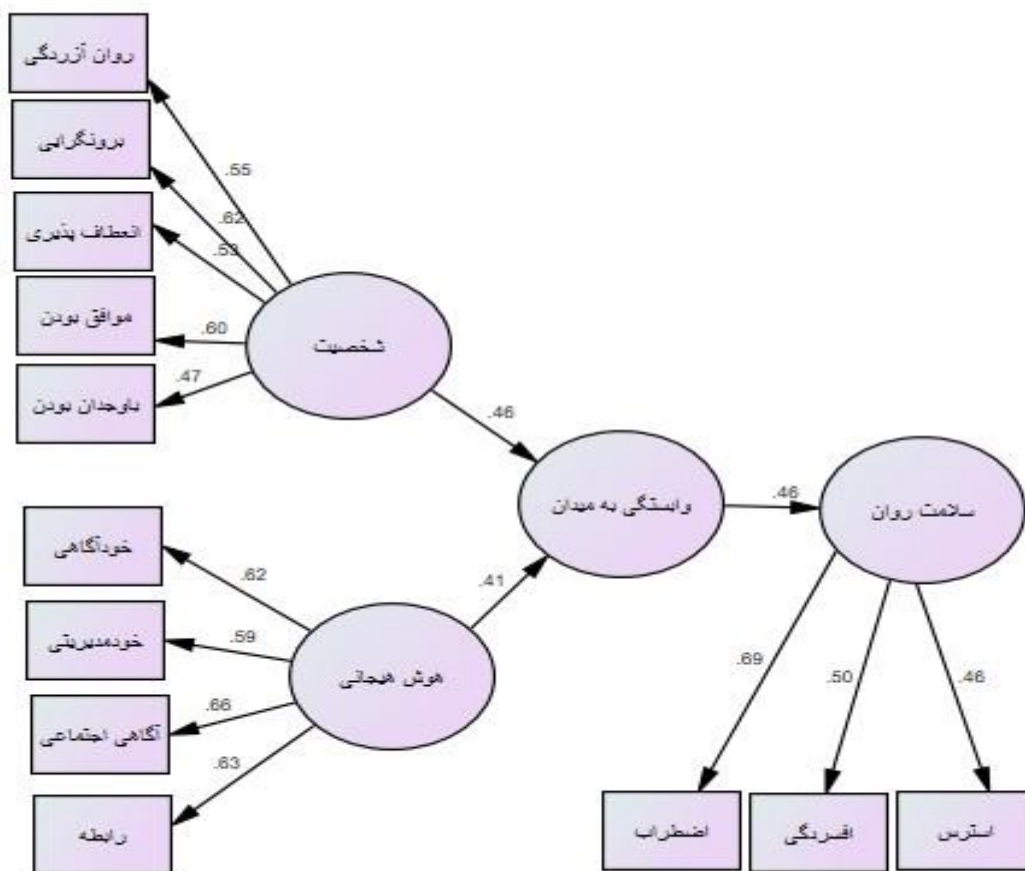 روان آزردگی
.55
برونگرایی
.62
انعطاف پذیری
.53
موافق بودن
.60
باوجدان بودن
.47
شخصیت
.46
وابستگی به میدان
.46
سلامت روان
خودآگاهی
.62
خودمدیریتی
.59
آگاهی اجتماعی
.66
رابطه
.63
هوش هیجانی
.41
.69
.50
.46
اضطراب
افسردگی
استرس